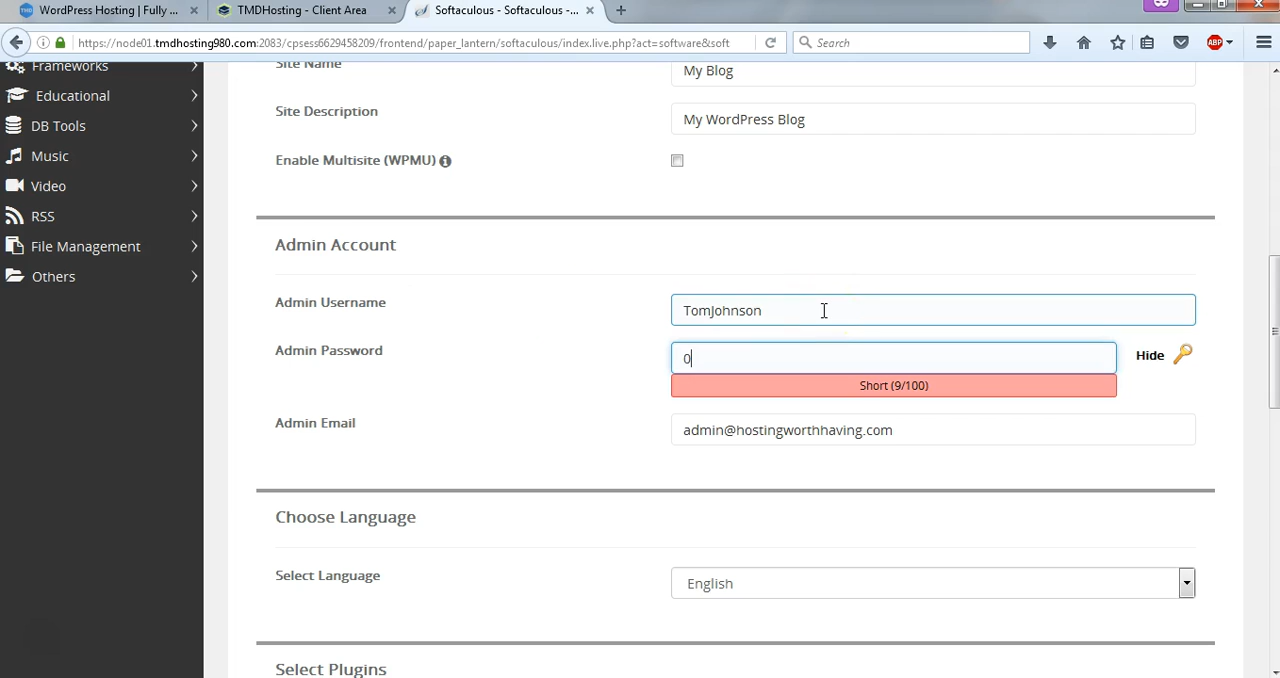 WordPress Hosting | Fully ...
TMDHosting - Client Area
Softaculous - Softaculous -...
https://node01.tmdhosting980.com:2083/cpsess6629458209/frontend/paper_lantern/softaculous/index.live.php?act=software&soft
Search
ABP
Frameworks
Educational
DB Tools
Music
Video
RSS
File Management
Others
Site Name
My Blog
Site Description
My WordPress Blog
Enable Multisite (WPMU)
Admin Account
Admin Username
TomJohnson
Admin Password
0
Hide
Short (9/100)
Admin Email
admin@hostingworthhaving.com
Choose Language
Select Language
English
Select Plugins